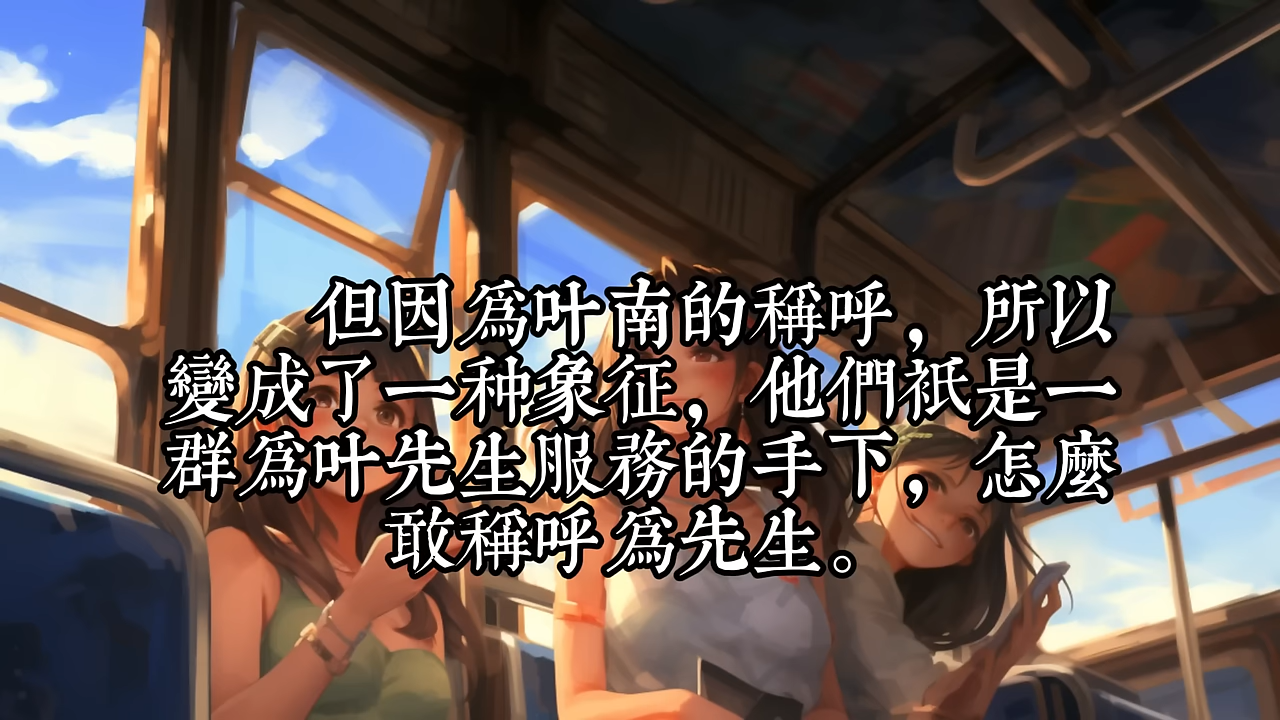 但因爲叶南的稱呼，所以
變成了一种象征，他們祇是一
群爲叶先生服務的手下，怎麼
敢稱呼爲先生。